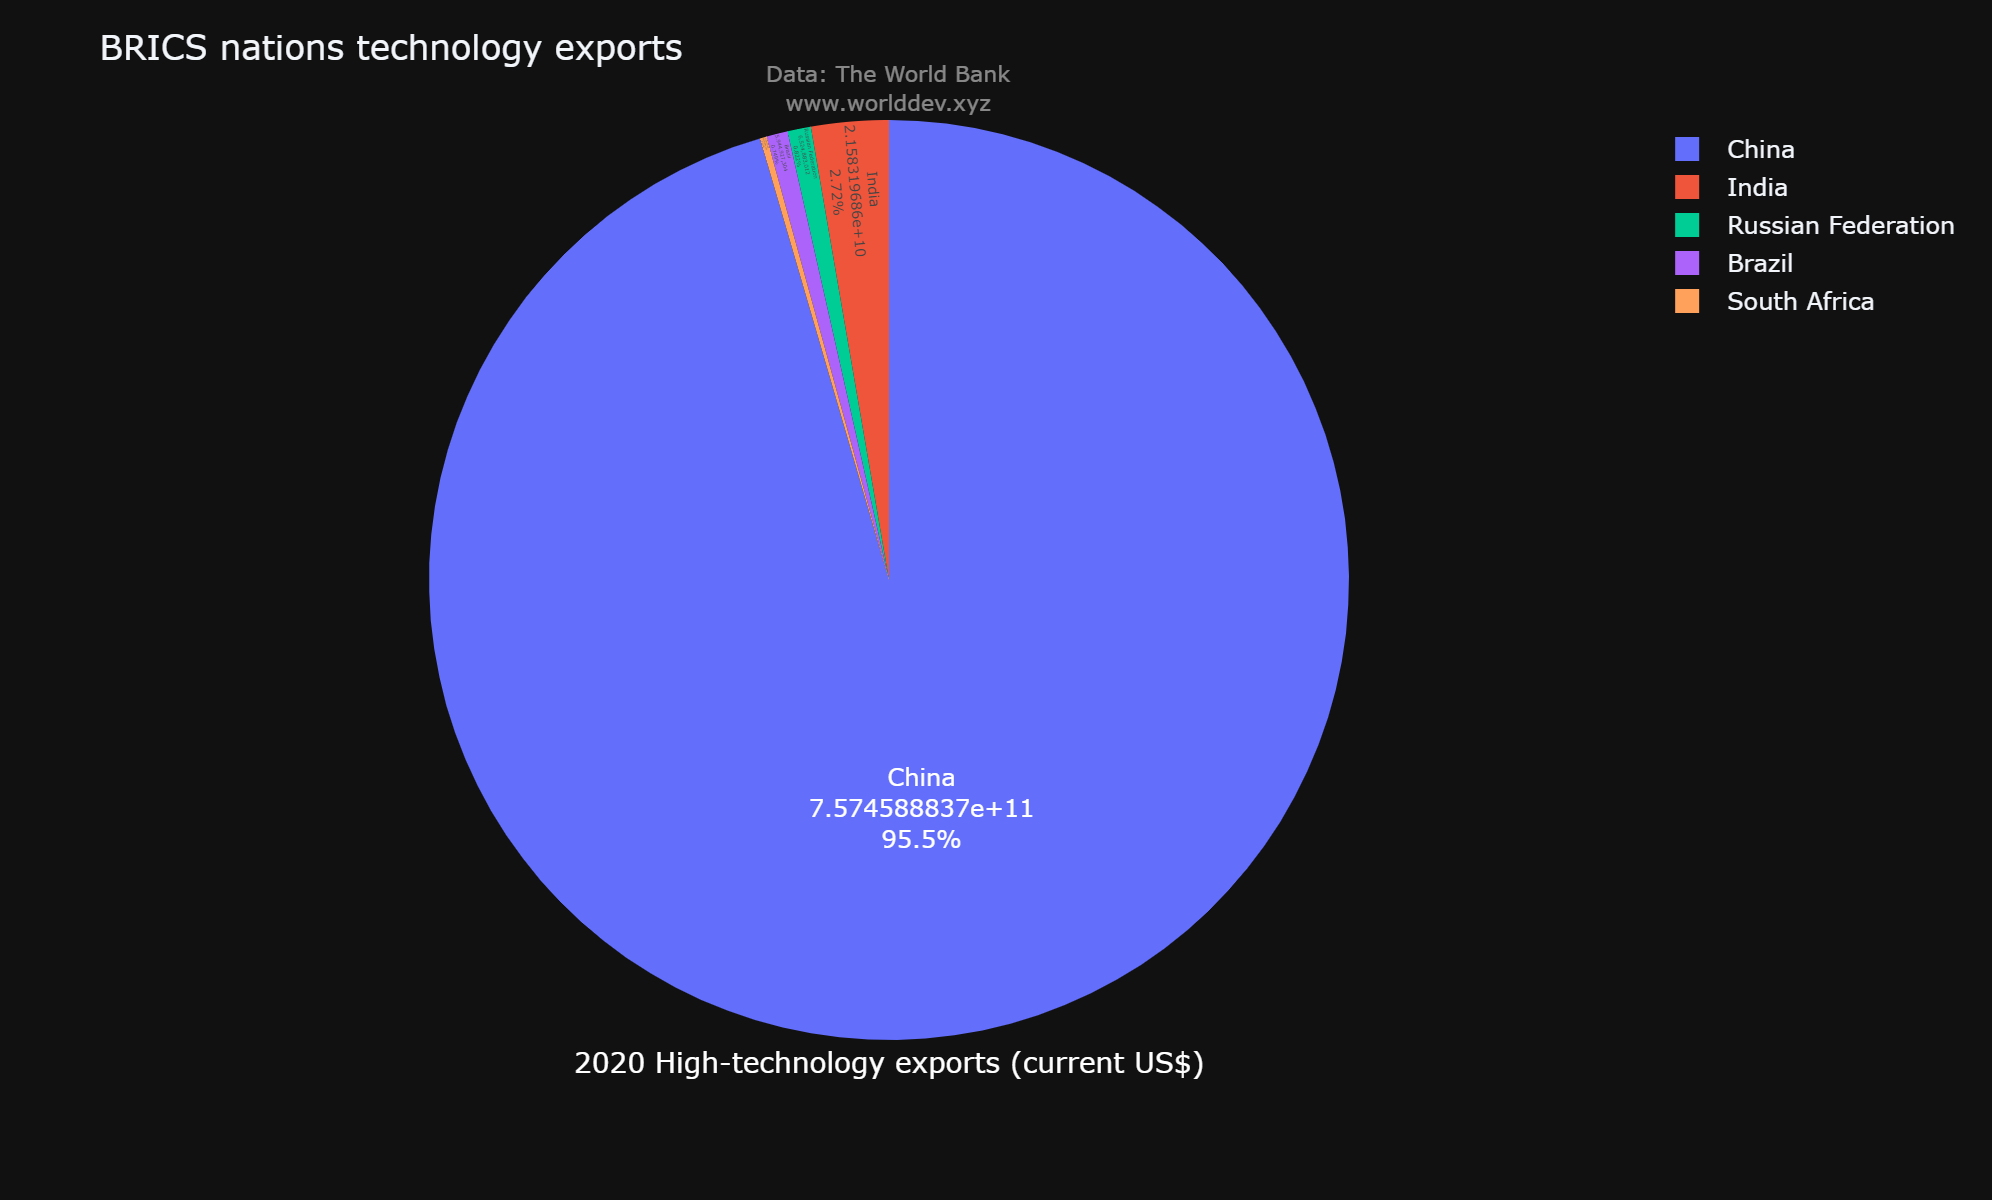 BRICS nations technology exports
Data: The World Bank
www.worlddev.xyz
China
India
Russian Federation
Brazil
South Africa
India
2.158319686e+10
2.72%
China
7.574588837e+11
95.5%
2020 High-technology exports (current US$)